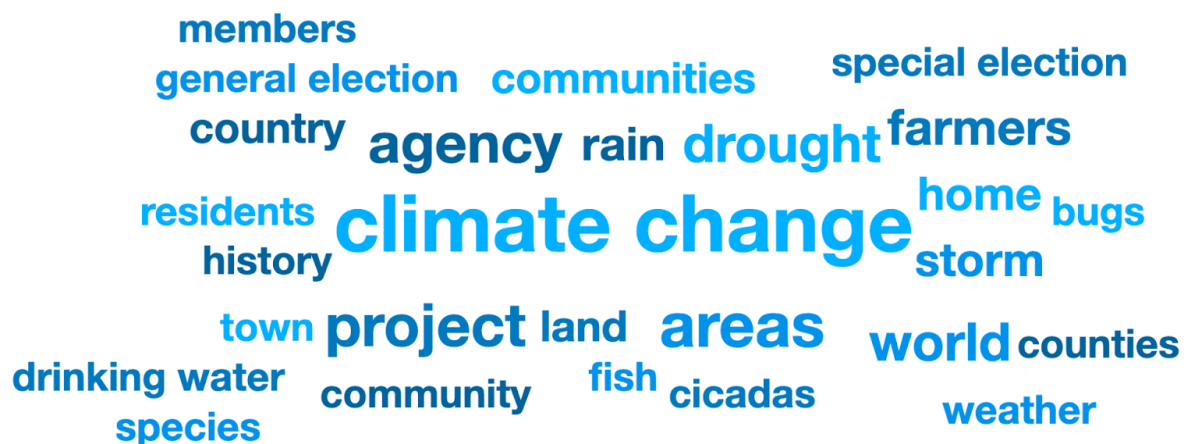 members
general election communities special election
country agency rain drought farmers
residents climate change home bugs
history storm
town project land areas world counties
drinking water community fish cicadas weather
species